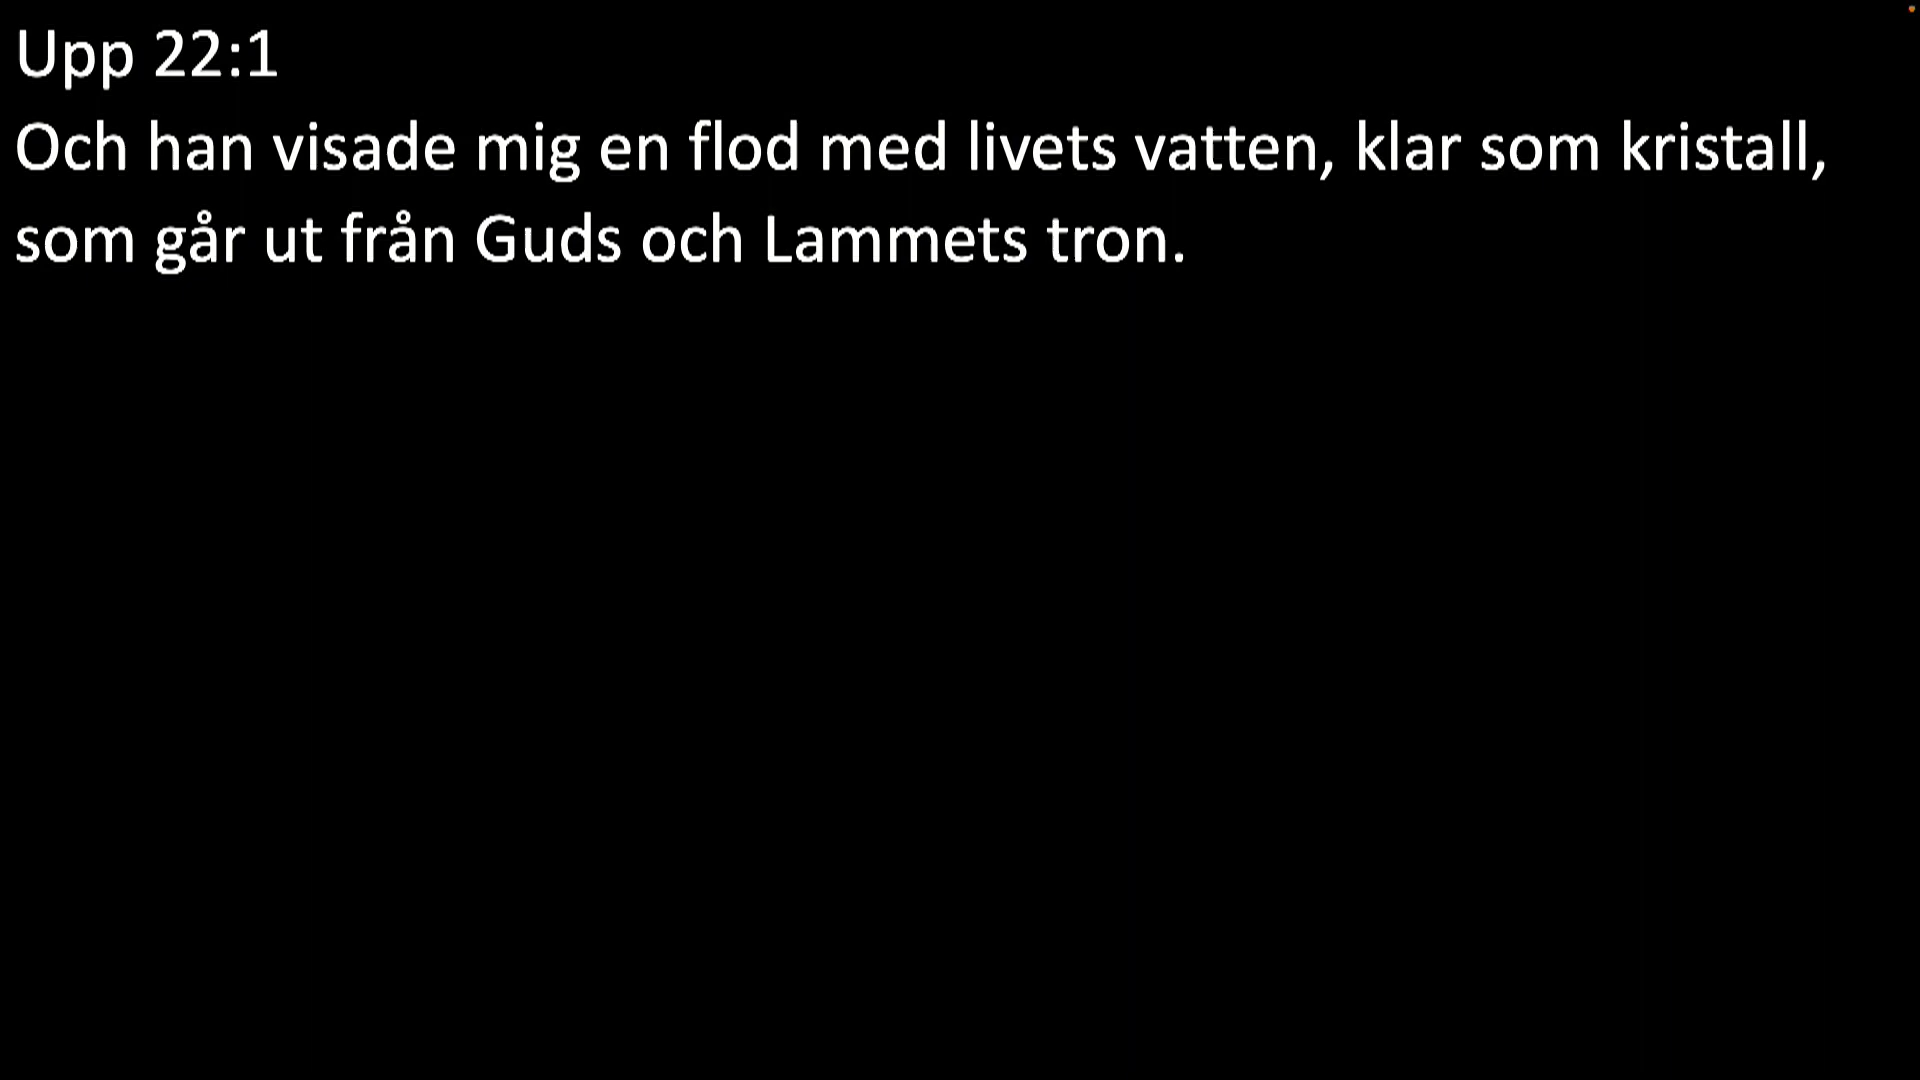 Upp 22:1
Och han visade mig en flod med livets vatten, klar som kristall,
som går ut från Guds och Lammets tron.